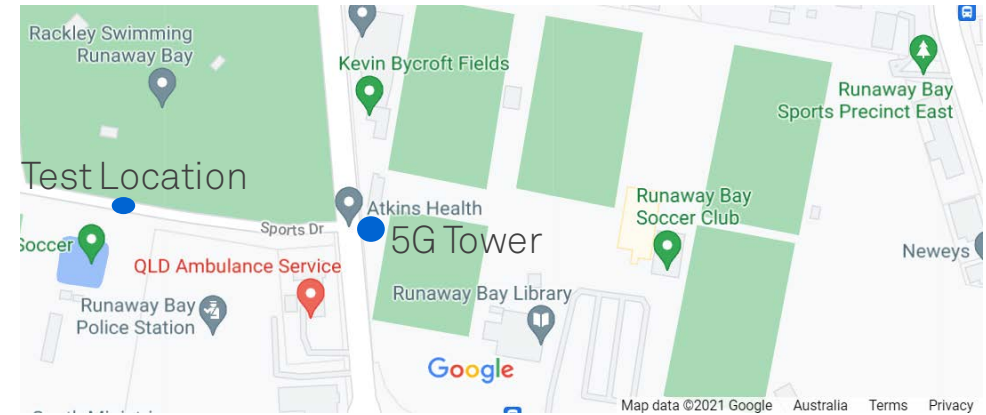 Rackley Swimming
Runaway Bay
Kevin Bycroft Fields
Runaway Bay
Sports Precinct East
Test Location
Runaway Bay
Soccer Club
Atkins Health
Sports Dr
5G Tower
Soccer
Neweys
QLD Ambulance Service
Runaway Bay
Police Station
Runaway Bay Library
Google
Map data ©2021 Google Australia Terms Privacy